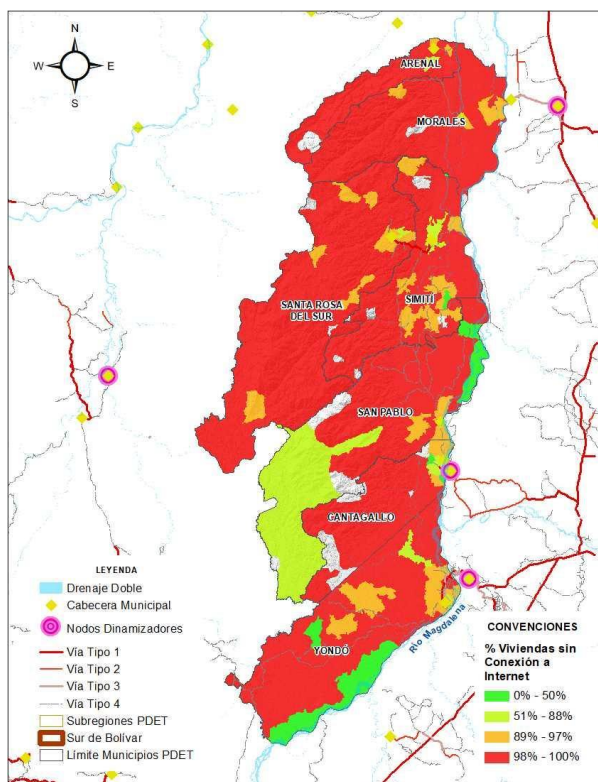 N
W E
S
ARENAL
MORALES
SANTA ROSA
DEL SUR
SIMITÍ
SAN PABLO
CANTAGALLO
YONDÓ
Río Magdalena
LEYENDA
Drenaje Doble
Cabecera Municipal
Nodos Dinamizadores
Vía Tipo 1
Vía Tipo 2
Vía Tipo 3
Vía Tipo 4
Subregiones PDET
Sur de Bolívar
Límite Municipios PDET
CONVENCIONES
% Viviendas sin
Conexión a
Internet
0% - 50%
51% - 88%
89% - 97%
98% - 100%